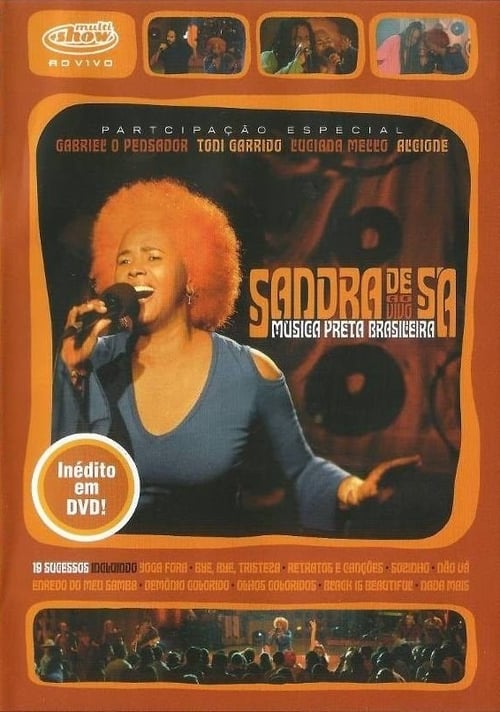 multi
show
AO VIVO
PARTCIPAÇÃO ESPECIAL
GABRIEL O PENSADOR TONI GARRIDO LUCIANA MELLO ALCIONE
SANDRA DE SÁ
AO
VIVO
MUSICA PRETA BRASILEIRA
Inédito
em
DVD!
19 SUCESSOS INCLUINDO YOGA FORA • BYE, BYE, TRISTEZA • RETRATOS E CANÇÕES • SOZINHO • NÃO VÁ
ENREDO DO MEU SAMBA • DEMÔNIO COLORIDO • OLHOS COLORIDOS • BLACK IS BEAUTIFUL • NADA MAIS